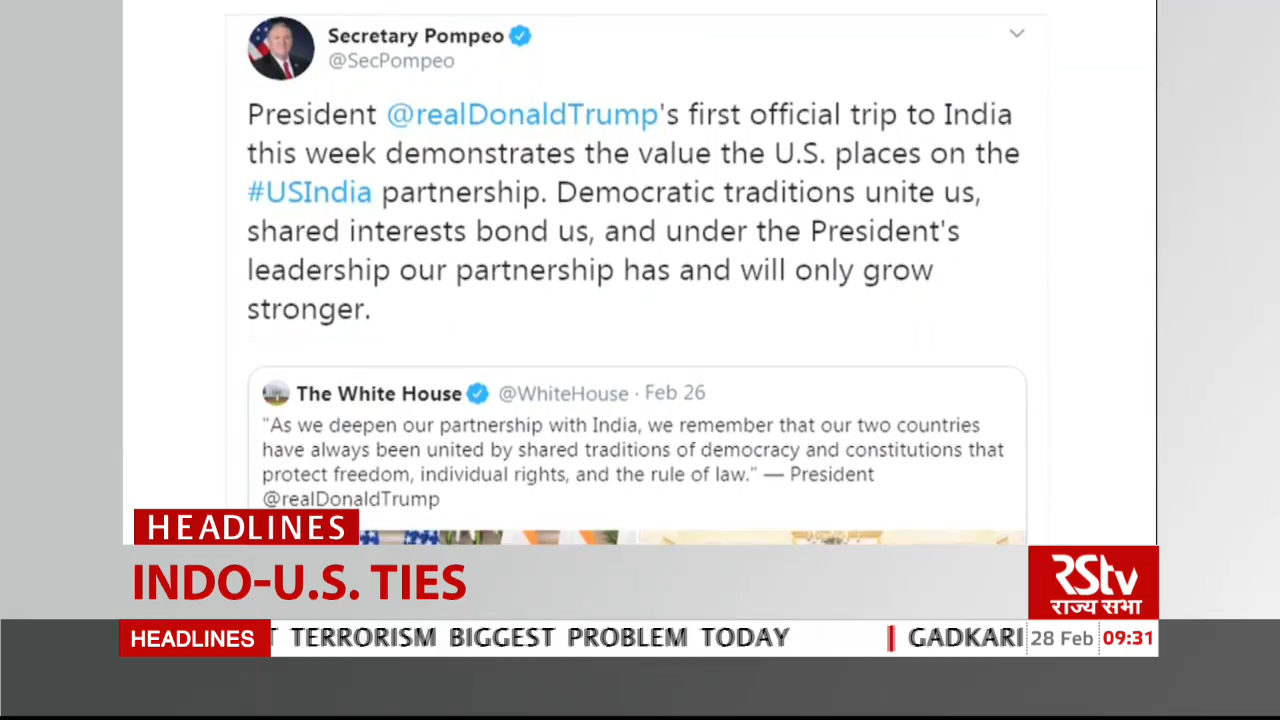 Secretary Pompeo
@SecPompeo
President @realDonaldTrump's first official trip to India
this week demonstrates the value the U.S. places on the
#USIndia partnership. Democratic traditions unite us,
shared interests bond us, and under the President's
leadership our partnership has and will only grow
stronger.
The White House @WhiteHouse · Feb 26
"As we deepen our partnership with India, we remember that our two countries
have always been united by shared traditions of democracy and constitutions that
protect freedom, individual rights, and the rule of law." — President
@realDonaldTrump
HEADLINES
INDO-U.S. TIES
RStv
राज्य सभा
HEADLINES TERRORISM BIGGEST PROBLEM TODAY | GADKARI 28 Feb 09:31